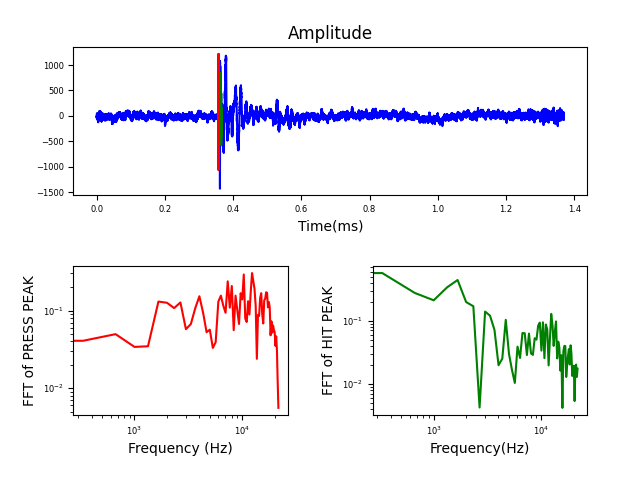 Amplitude
1000
500
0
−500
−1000
−1500
0.0 0.2 0.4 0.6 0.8 1.0 1.2 1.4
Time(ms)
FFT of PRESS PEAK
10⁻¹
10⁻²
10³ 10⁴
Frequency (Hz)
FFT of HIT PEAK
10⁻¹
10⁻²
10³ 10⁴
Frequency(Hz)